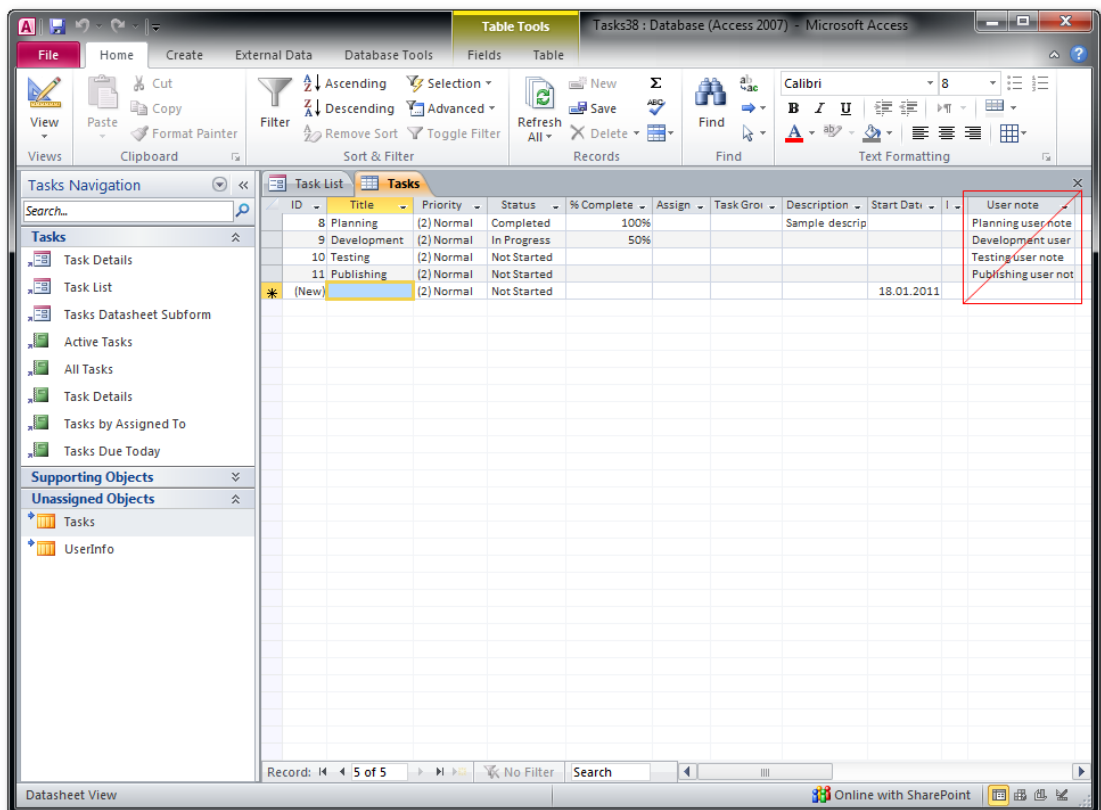 Table Tools Tasks38 : Database (Access 2007) - Microsoft Access
File Home Create External Data Database Tools Fields Table
View
Views
Paste
Cut
Copy
Format Painter
Clipboard
Filter
Ascending
Descending
Remove Sort
Selection
Advanced
Toggle Filter
Sort & Filter
Refresh
All
New
Save
Delete
Records
Find
Find
Calibri 8
B I U
Text Formatting
Tasks Navigation
Search...
Tasks
Task Details
Task List
Tasks Datasheet Subform
Active Tasks
All Tasks
Task Details
Tasks by Assigned To
Tasks Due Today
Supporting Objects
Unassigned Objects
Tasks
UserInfo
Task List Tasks
ID Title Priority Status % Complete Assign Task Grou Description Start Date I User note
8 Planning (2) Normal Completed 100% Sample descrip Planning user note
9 Development (2) Normal In Progress 50% Development user
10 Testing (2) Normal Not Started Testing user note
11 Publishing (2) Normal Not Started Publishing user not
(New) (2) Normal Not Started 18.01.2011
Record: 5 of 5 No Filter Search
Datasheet View Online with SharePoint